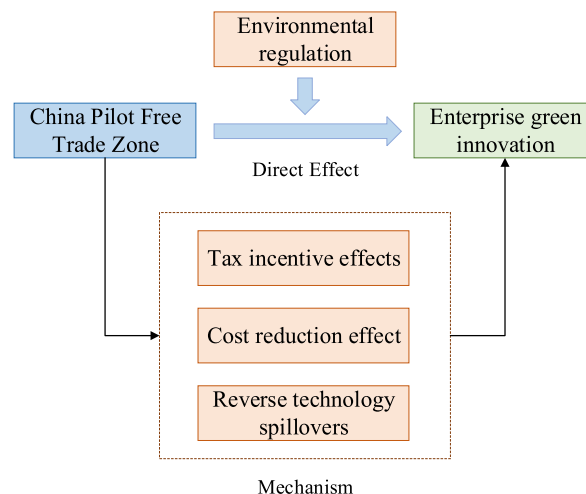 Environmental
regulation
China Pilot Free
Trade Zone
Enterprise green
innovation
Direct Effect
Tax incentive effects
Cost reduction effect
Reverse technology
spillovers
Mechanism